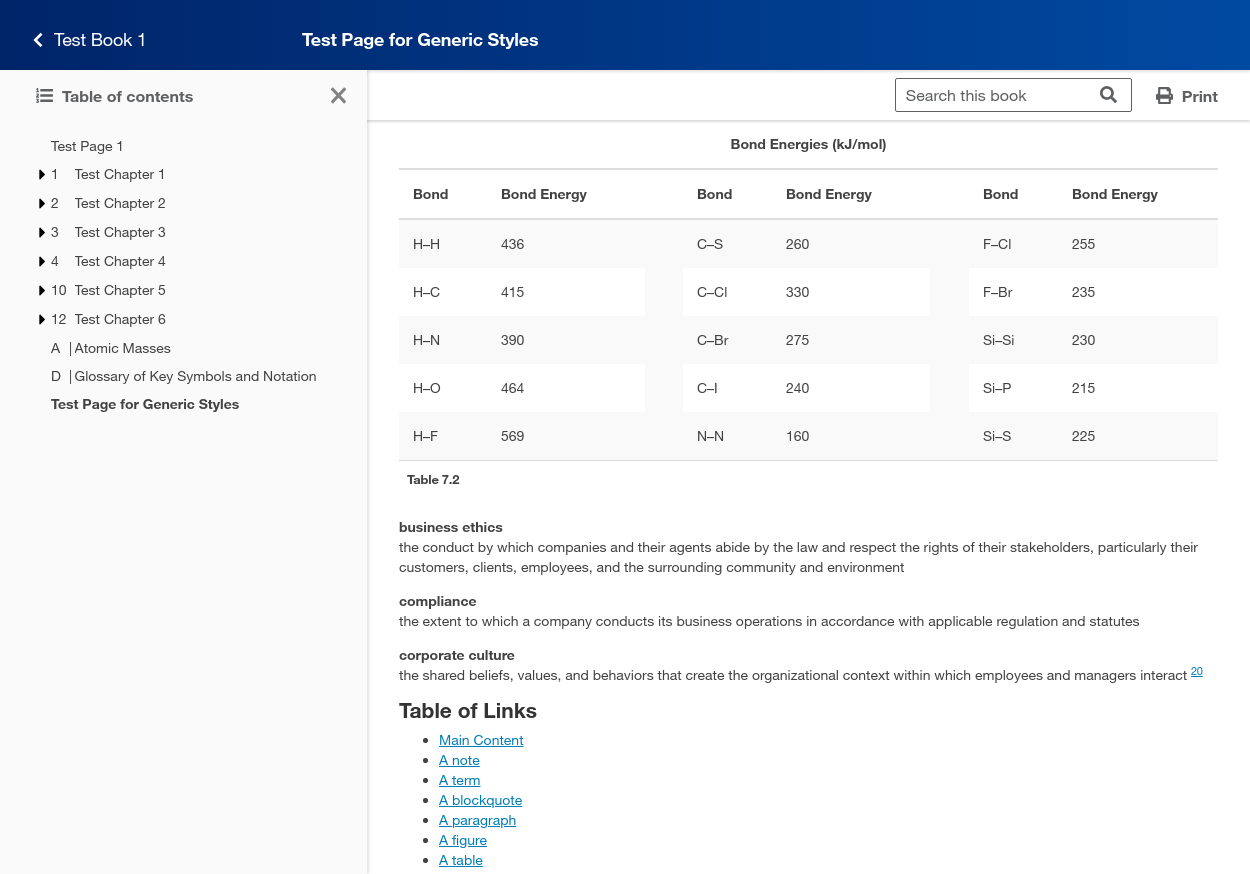 Test Book 1
Test Page for Generic Styles
Table of contents
Test Page 1
1 Test Chapter 1
2 Test Chapter 2
3 Test Chapter 3
4 Test Chapter 4
10 Test Chapter 5
12 Test Chapter 6
A | Atomic Masses
D | Glossary of Key Symbols and Notation
Test Page for Generic Styles
Search this book
Print
Bond Energies (kJ/mol)
Bond Bond Energy Bond Bond Energy Bond Bond Energy
H–H 436 C–S 260 F–Cl 255
H–C 415 C–Cl 330 F–Br 235
H–N 390 C–Br 275 Si–Si 230
H–O 464 C–I 240 Si–P 215
H–F 569 N–N 160 Si–S 225
Table 7.2
business ethics
the conduct by which companies and their agents abide by the law and respect the rights of their stakeholders, particularly their
customers, clients, employees, and the surrounding community and environment
compliance
the extent to which a company conducts its business operations in accordance with applicable regulation and statutes
corporate culture
the shared beliefs, values, and behaviors that create the organizational context within which employees and managers interact 20
Table of Links
Main Content
A note
A term
A blockquote
A paragraph
A figure
A table